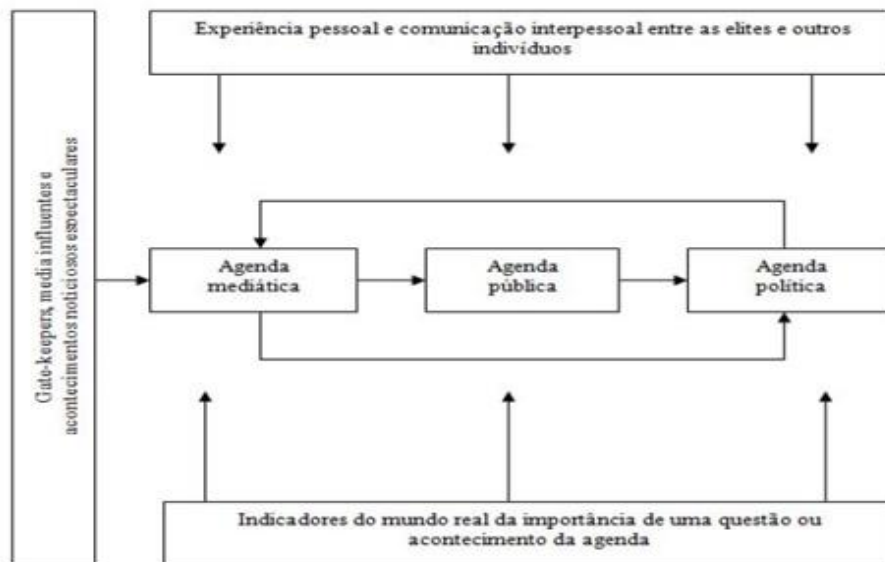 Experiência pessoal e comunicação interpessoal entre as elites e outros
indivíduos
Gate-keepers, media influentes e
acontecimentos noticiosos espectaculares
Agenda
mediática
Agenda
pública
Agenda
política
Indicadores do mundo real da importância de uma questão ou
acontecimento da agenda